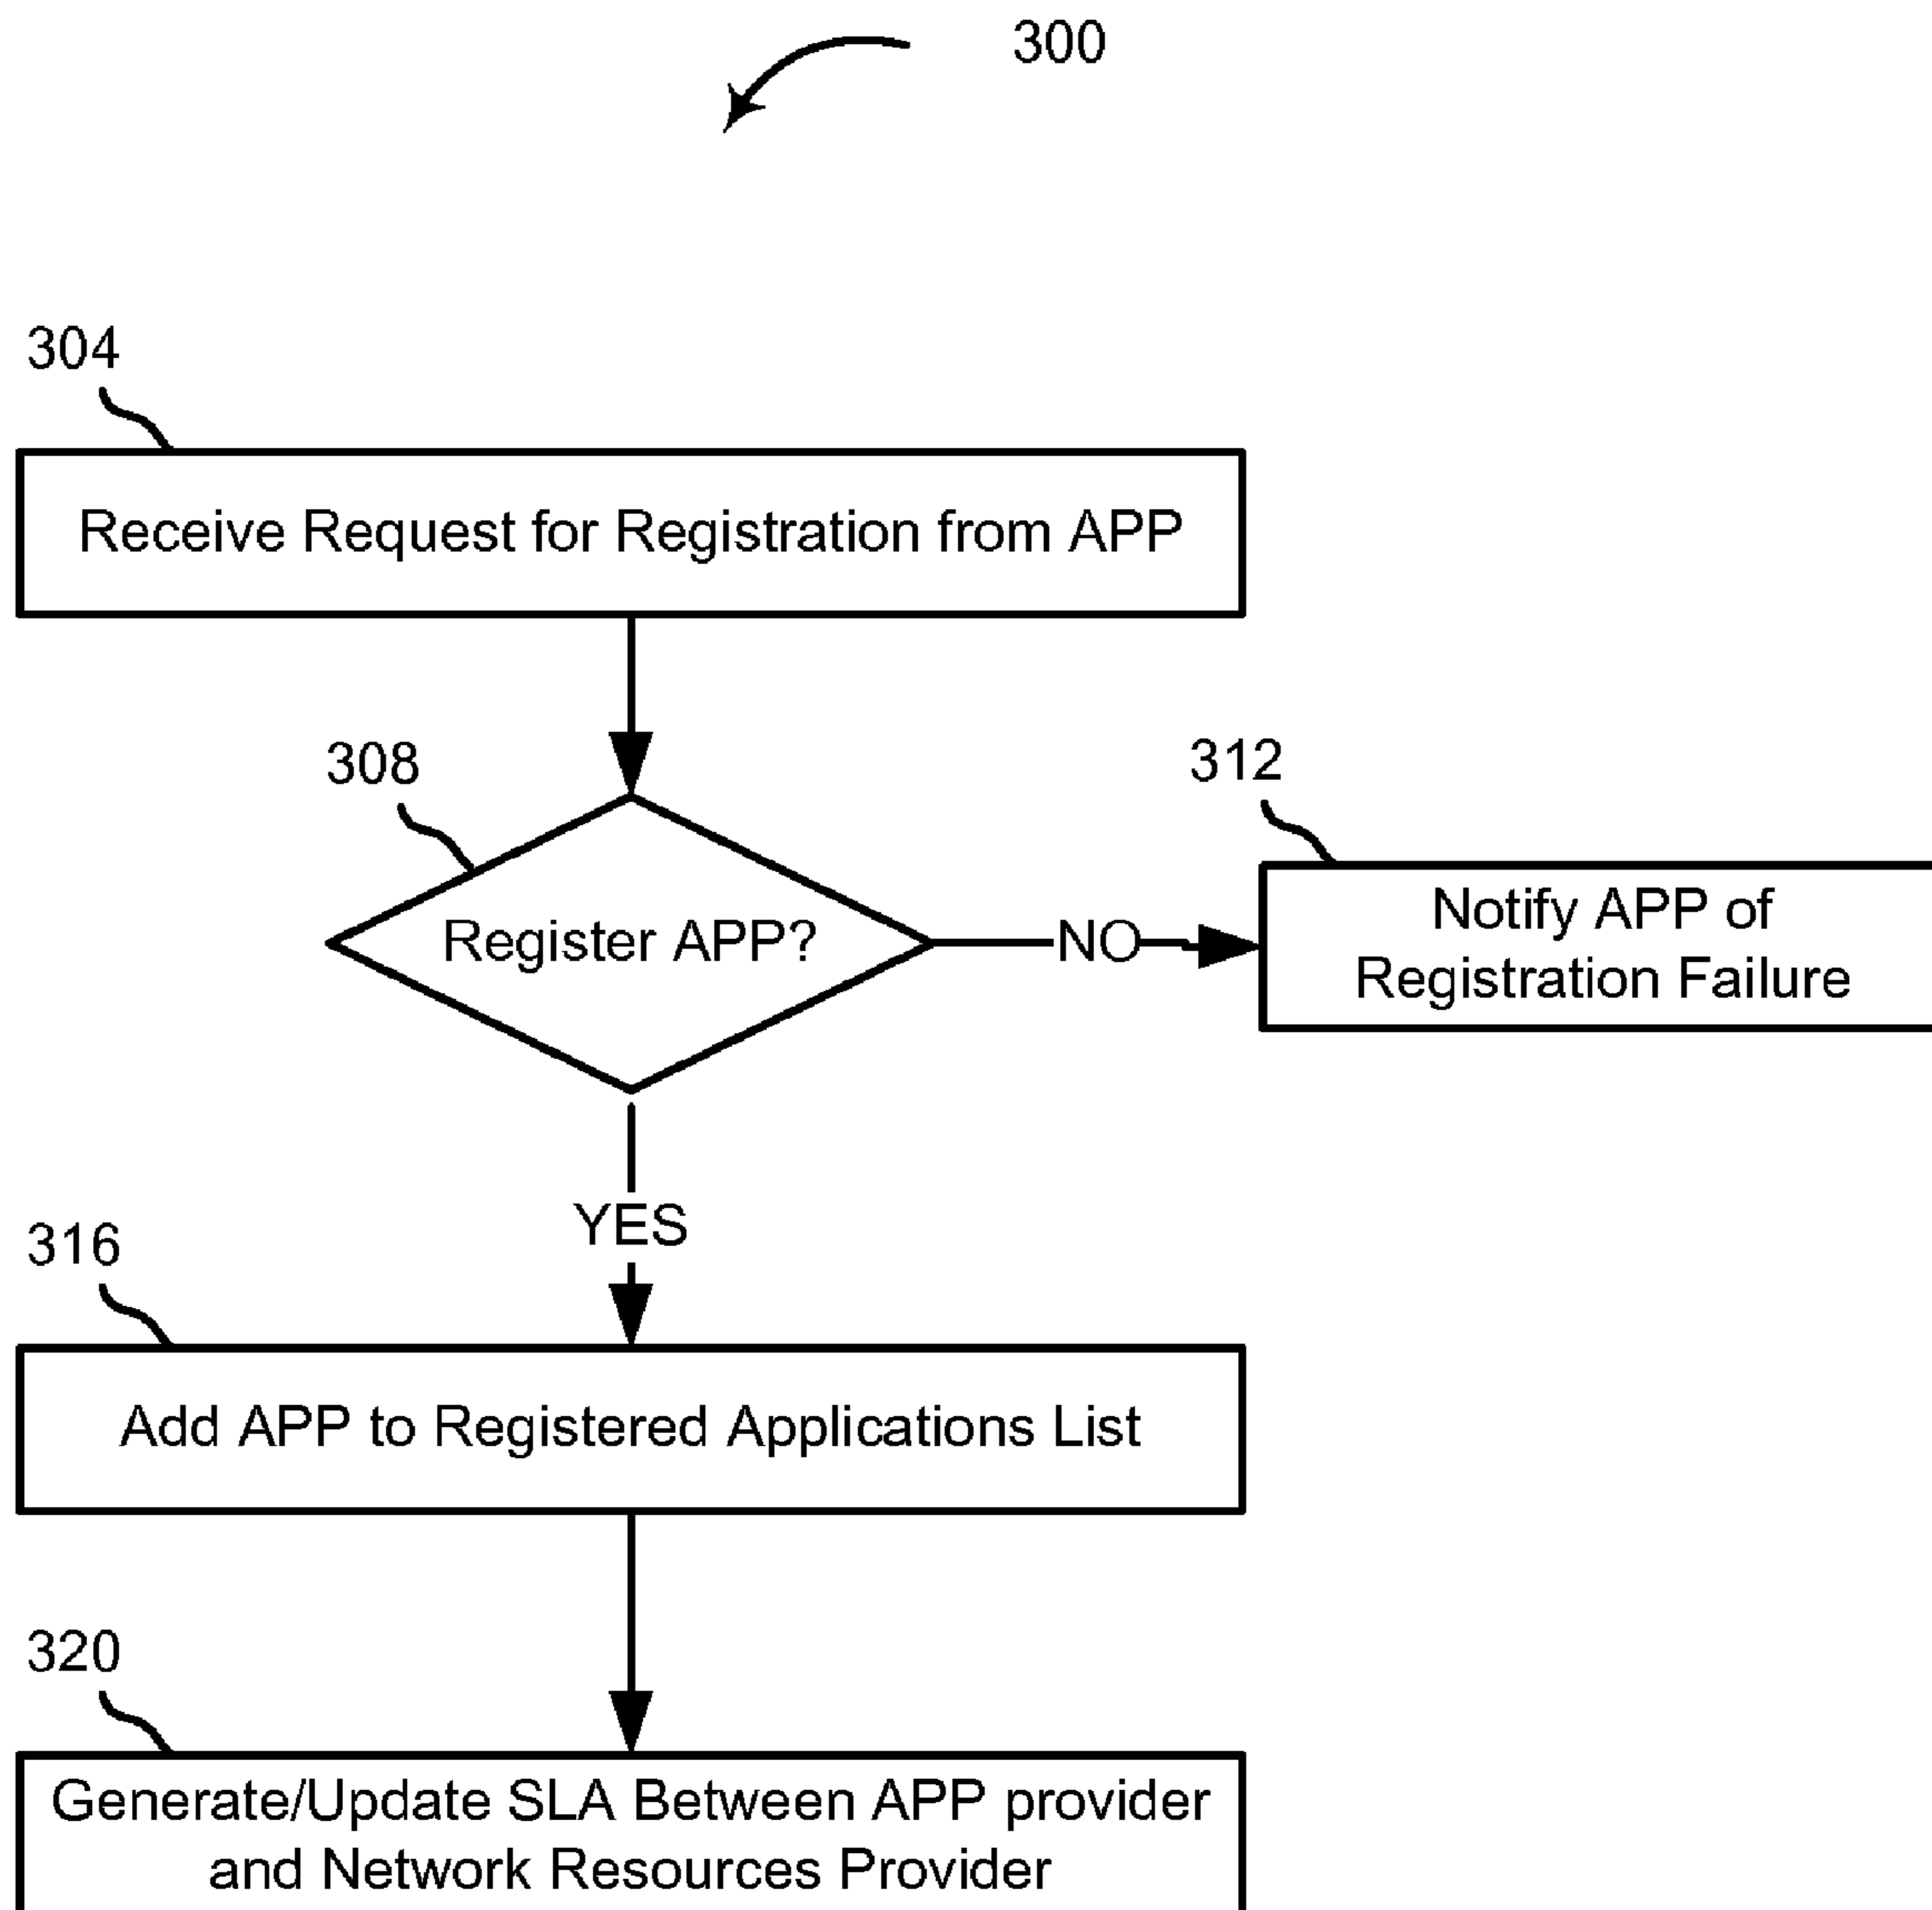 300
304
Receive Request for Registration from APP
308
Register APP?
NO
312
Notify APP of
Registration Failure
YES
316
Add APP to Registered Applications List
320
Generate/Update SLA Between APP provider
and Network Resources Provider